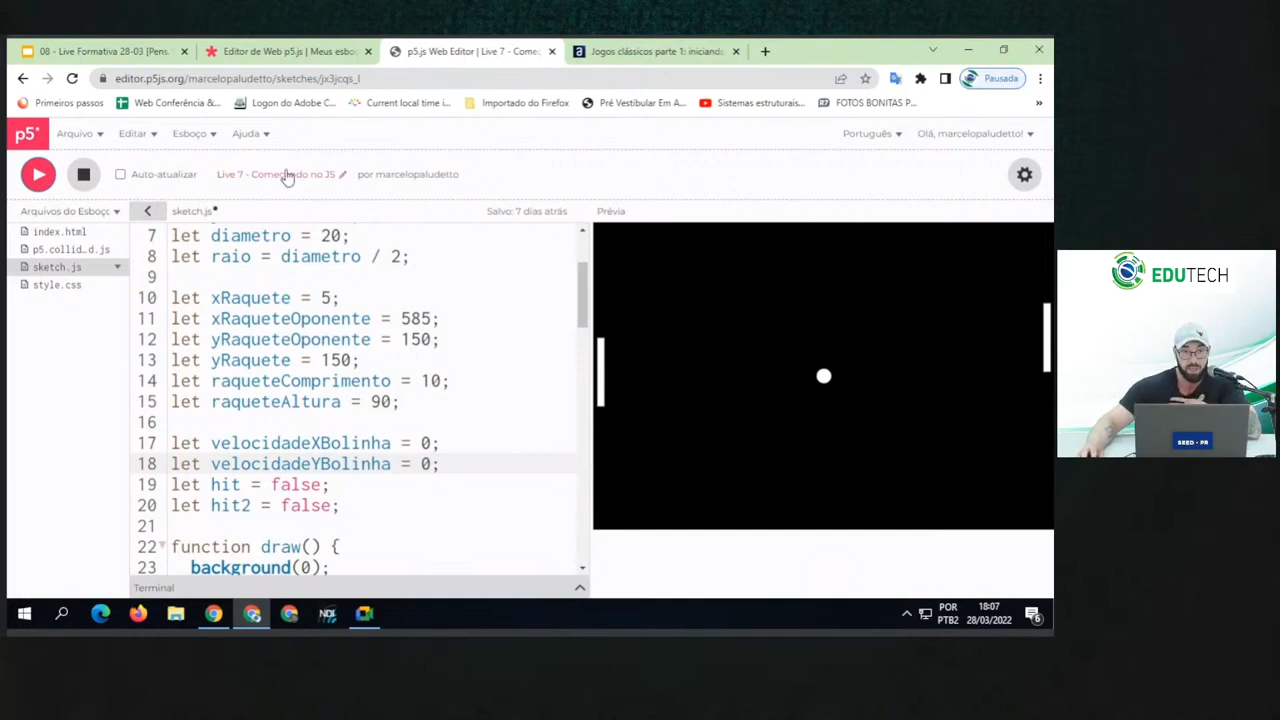 08 - Live Formativa 28-03 [Pens
Editor de Web p5.js | Meus esbo
p5.js Web Editor | Live 7 - Come
Jogos clássicos parte 1: iniciand
editor.p5js.org/marcelopaludetto/sketches/jx3jcqs_l
Pausada
Primeiros passos
Web Conferência &...
Logon do Adobe C...
Current local time i...
Importado do Firefox
Pré Vestibular Em A...
Sistemas estruturais...
FOTOS BONITAS P...
»
p5*
Arquivo
Editar
Esboço
Ajuda
Português
Olá, marcelopaludetto!
Auto-atualizar
Live 7 - Começando no JS
por marcelopaludetto
Arquivos do Esboço
sketch.js
Salvo: 7 dias atrás
Prévia
index.html
p5.collid...d.js
sketch.js
style.css
7 let diametro = 20;
8 let raio = diametro / 2;
9
10 let xRaquete = 5;
11 let xRaqueteOponente = 585;
12 let yRaqueteOponente = 150;
13 let yRaquete = 150;
14 let raqueteComprimento = 10;
15 let raqueteAltura = 90;
16
17 let velocidadeXBolinha = 0;
18 let velocidadeYBolinha = 0;
19 let hit = false;
20 let hit2 = false;
21
22 function draw() {
23 background(0);
Terminal
EDUTECH
SEED - PR
POR
PTB2
18:07
28/03/2022
6